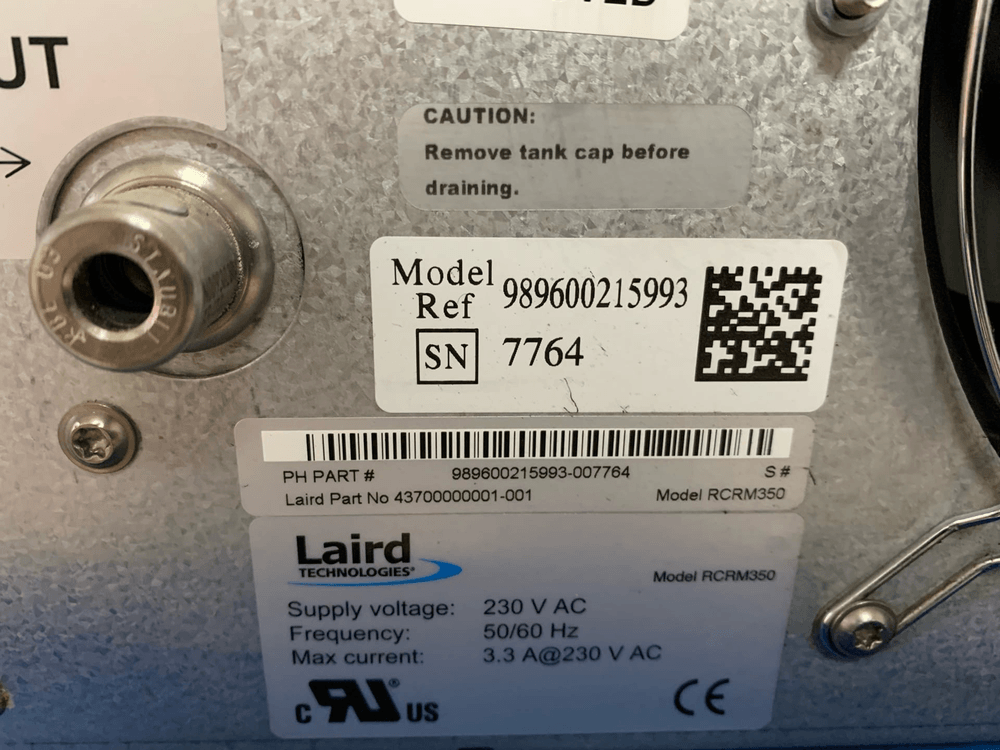 UT
CAUTION:
Remove tank cap before
draining.
STAUBLI
Model
Ref 989600215993
SN 7764
PH PART # 989600215993-007764 S #
Laird Part No 43700000001-001 Model RCRM350
Laird
TECHNOLOGIES®
Model RCRM350
Supply voltage: 230 V AC
Frequency: 50/60 Hz
Max current: 3.3 A@230 V AC
c RU® US
CE